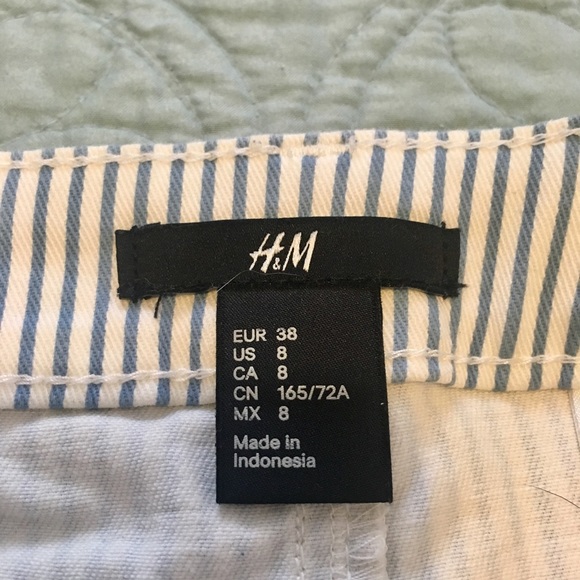 H&M
EUR 38
US 8
CA 8
CN 165/72A
MX 8
Made in
Indonesia